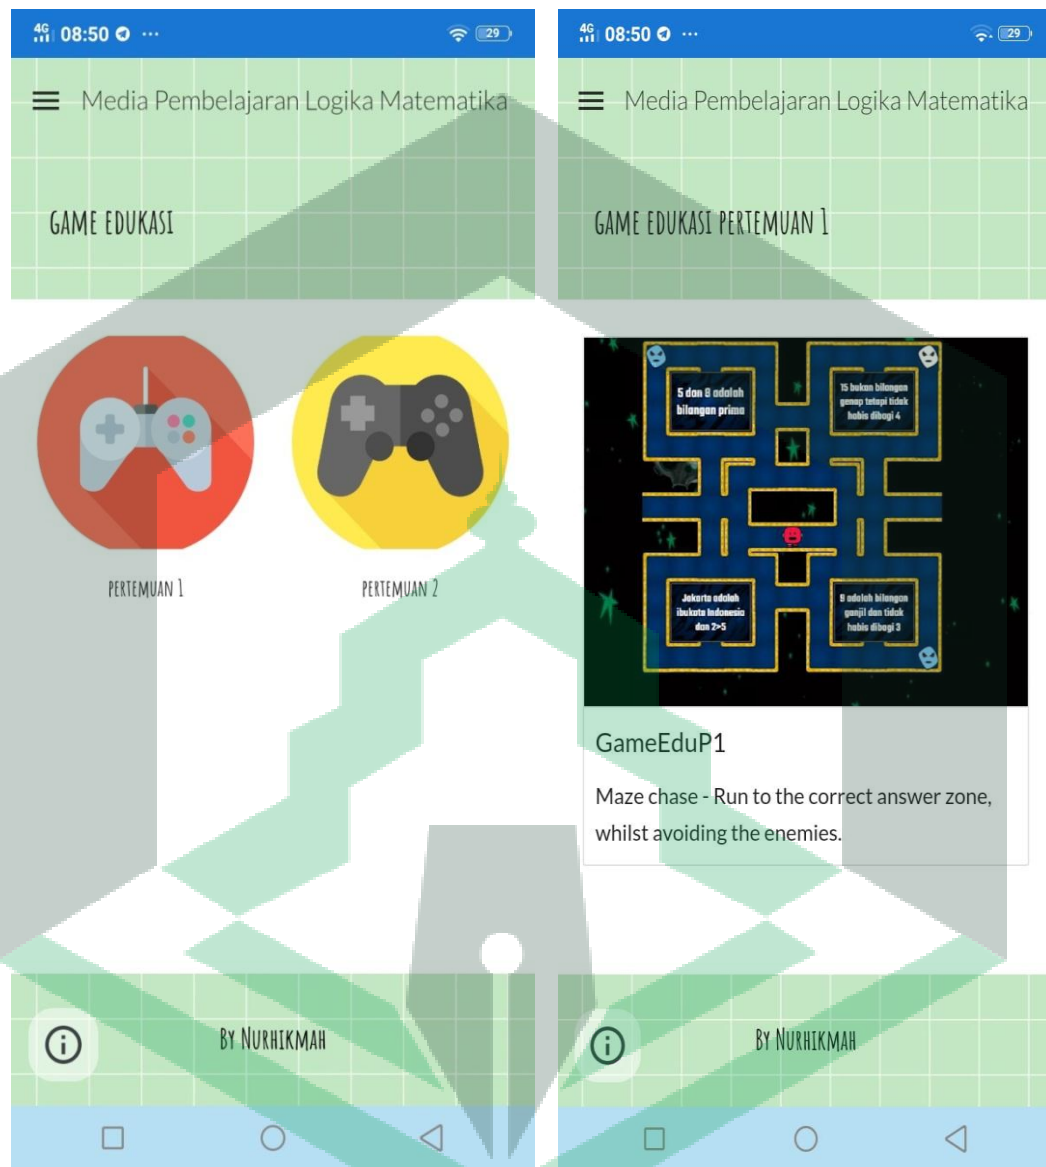 4G 08:50 ... 29
Media Pembelajaran Logika Matematika
GAME EDUKASI
PERTEMUAN 1
PERTEMUAN 2
BY NURHIKMAH
4G 08:50 ... 29
Media Pembelajaran Logika Matematika
GAME EDUKASI PERTEMUAN 1
5 dan 8 adalah
bilangan prima
15 bukan bilangan
genap tetapi tidak
habis dibagi 4
Jakarta adalah
ibukota Indonesia
dan 2>5
9 adalah bilangan
ganjil dan tidak
habis dibagi 3
GameEduP1
Maze chase - Run to the correct answer zone,
whilst avoiding the enemies.
BY NURHIKMAH